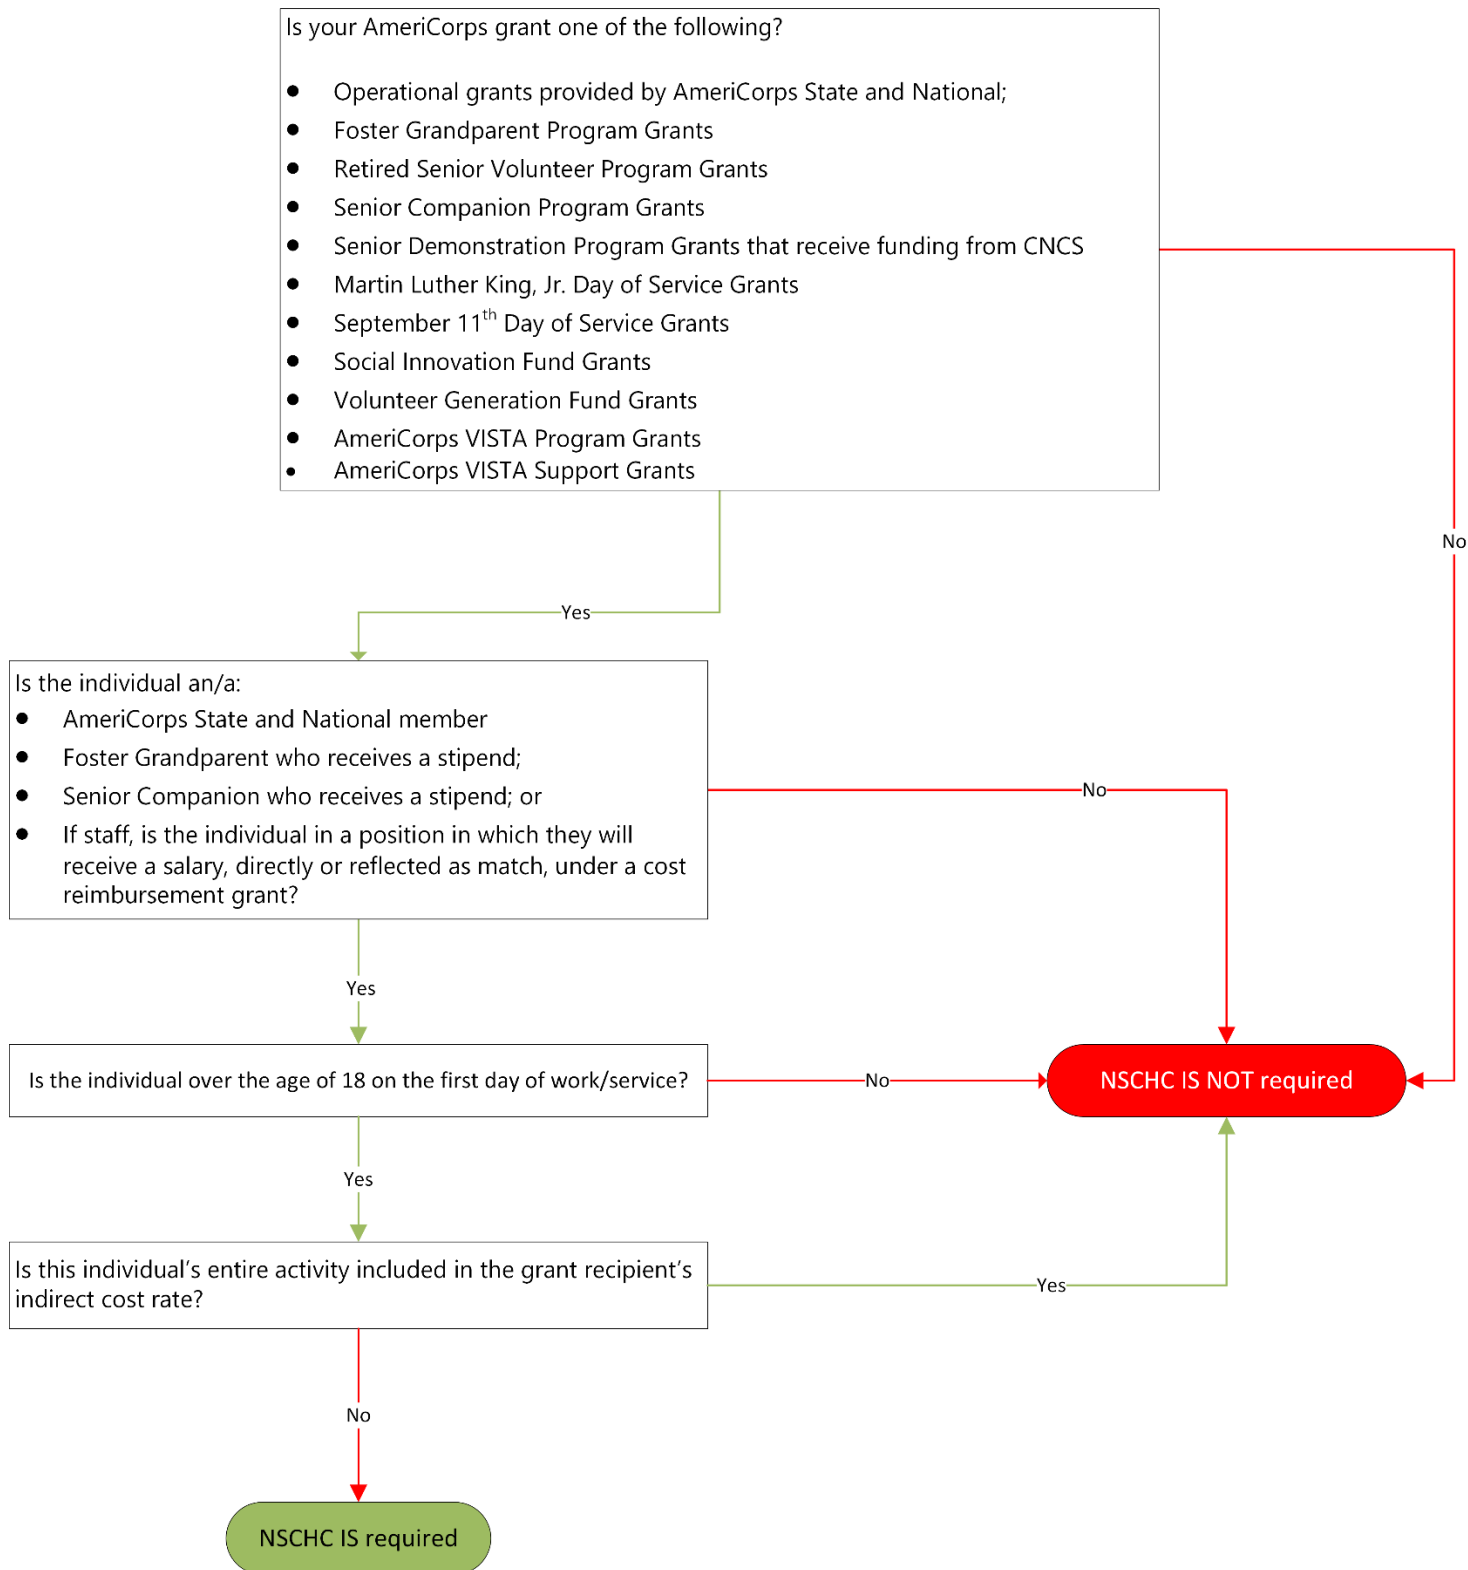 Is your AmeriCorps grant one of the following?
● Operational grants provided by AmeriCorps State and National;
● Foster Grandparent Program Grants
● Retired Senior Volunteer Program Grants
● Senior Companion Program Grants
● Senior Demonstration Program Grants that receive funding from CNCS
● Martin Luther King, Jr. Day of Service Grants
● September 11th Day of Service Grants
● Social Innovation Fund Grants
● Volunteer Generation Fund Grants
● AmeriCorps VISTA Program Grants
● AmeriCorps VISTA Support Grants
No
Yes
Is the individual an/a:
● AmeriCorps State and National member
● Foster Grandparent who receives a stipend;
● Senior Companion who receives a stipend; or
● If staff, is the individual in a position in which they will
receive a salary, directly or reflected as match, under a cost
reimbursement grant?
No
Yes
Is the individual over the age of 18 on the first day of work/service?
No
NSCHC IS NOT required
Yes
Is this individual’s entire activity included in the grant recipient’s
indirect cost rate?
Yes
No
NSCHC IS required